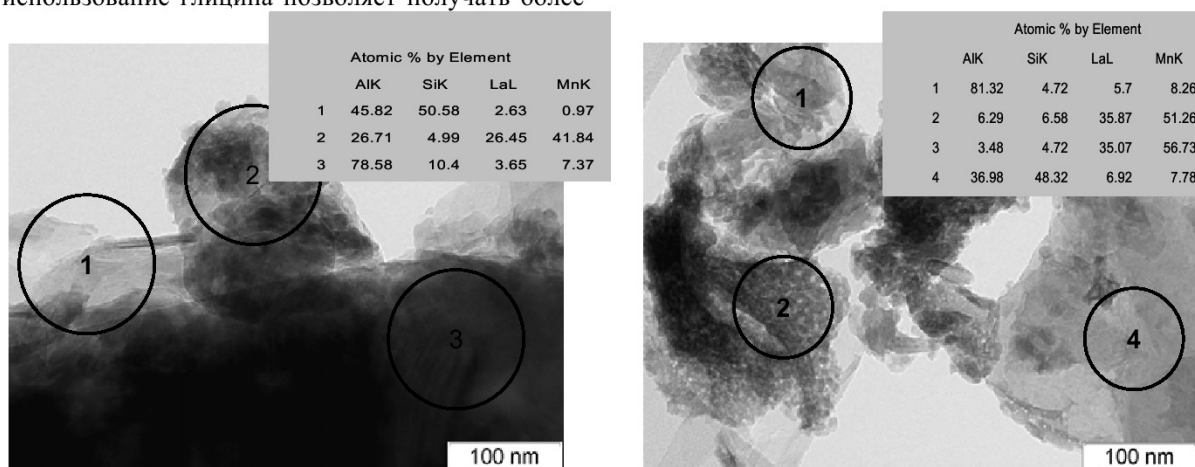 использование глицина позволяет получать более
Atomic % by Element
AlK SiK LaL MnK
1 45.82 50.58 2.63 0.97
2 26.71 4.99 26.45 41.84
3 78.58 10.4 3.65 7.37
1
2
3
100 nm
Atomic % by Element
AlK SiK LaL MnK
1 81.32 4.72 5.7 8.26
2 6.29 6.58 35.87 51.26
3 3.48 4.72 35.07 56.73
4 36.98 48.32 6.92 7.78
1
2
4
100 nm